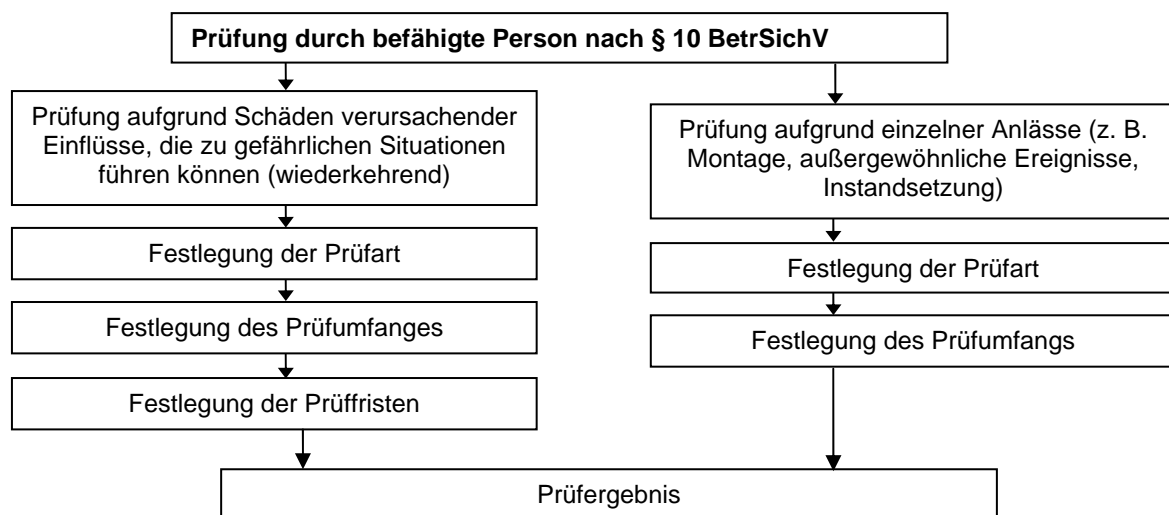 Prüfung durch befähigte Person nach § 10 BetrSichV
Prüfung aufgrund Schäden verursachender
Einflüsse, die zu gefährlichen Situationen
führen können (wiederkehrend)
Festlegung der Prüfart
Festlegung des Prüfumfanges
Festlegung der Prüffristen
Prüfung aufgrund einzelner Anlässe (z. B.
Montage, außergewöhnliche Ereignisse,
Instandsetzung)
Festlegung der Prüfart
Festlegung des Prüfumfangs
Prüfergebnis